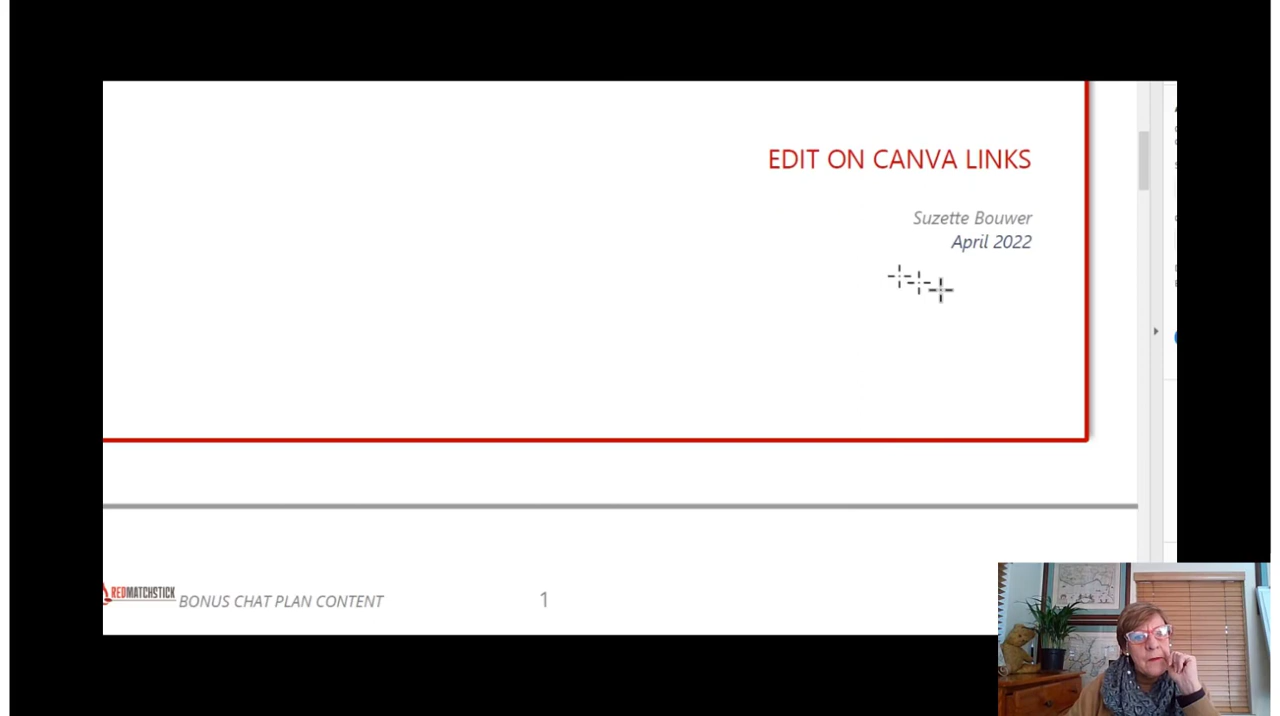 EDIT ON CANVA LINKS
Suzette Bouwer
April 2022
REDMATCHSTICK BONUS CHAT PLAN CONTENT 1